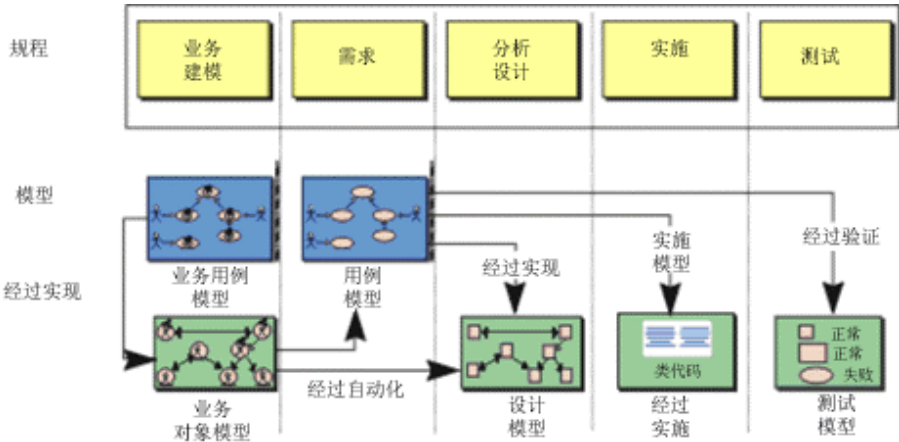 规程
业务
建模
需求
分析
设计
实施
测试
模型
业务用例
模型
用例
模型
经过实现
经过实现
实施
模型
经过验证
业务
对象模型
经过自动化
设计
模型
类代码
经过
实施
正常
正常
失败
测试
模型